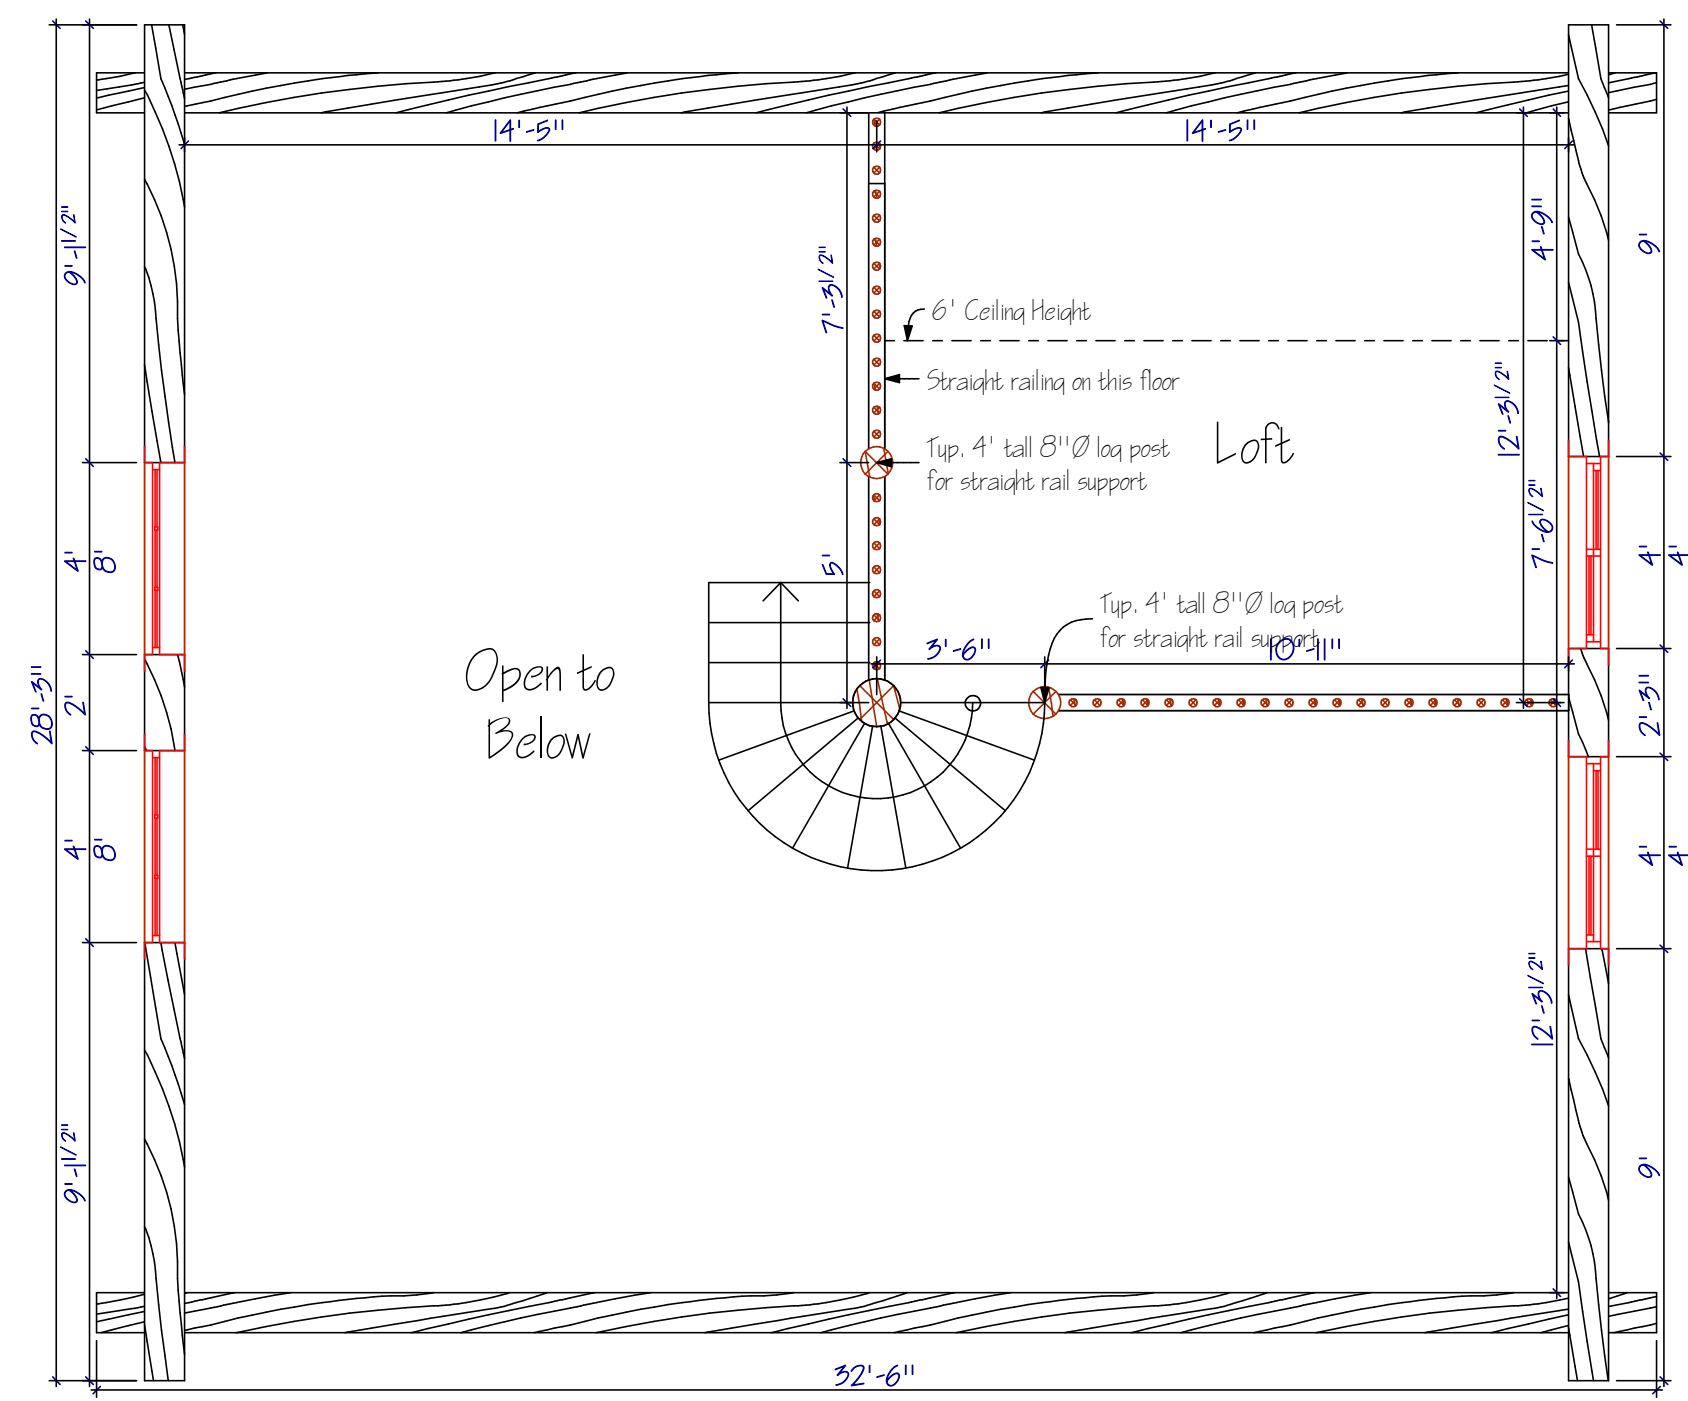 14'-5"
14'-5"
9'-1 1/2"
7'-3 1/2"
4'-9"
9'
6' Ceiling Height
Straight railing on this floor
12'-3 1/2"
Loft
Typ. 4' tall 8"Ø log post
for straight rail support
4'
8'
5'
7'-6 1/2"
4'
4'
Typ. 4' tall 8"Ø log post
for straight rail support
3'-6"
10'-11"
Open to
Below
28'-3"
2'
2'-3"
4'
8'
4'
4'
12'-3 1/2"
9'-1 1/2"
9'
32'-6"